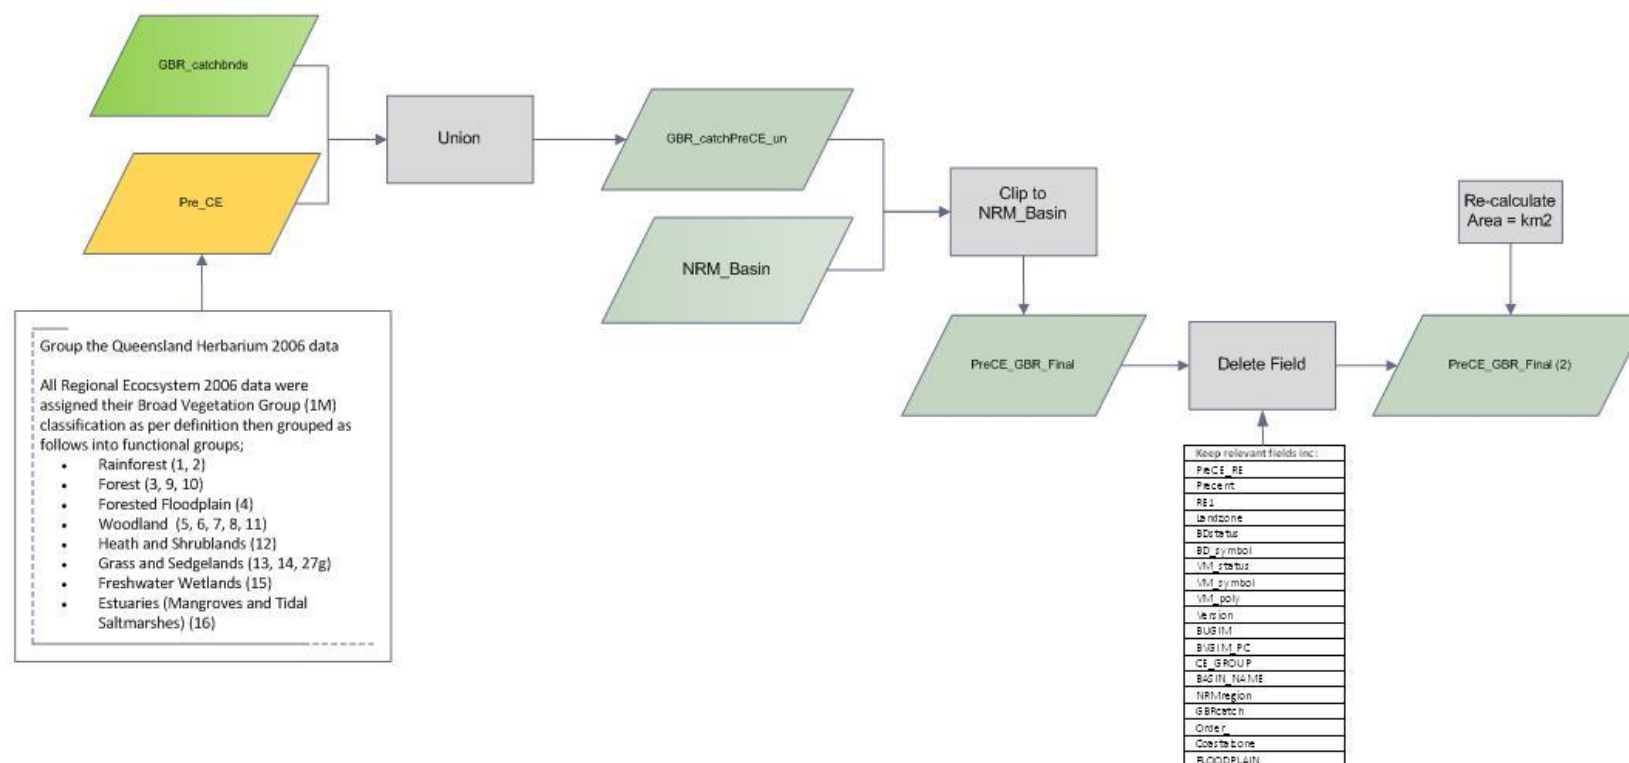 GBR_catchbnds
Pre_CE
Union
GBR_catchPreCE_un
NRM_Basin
Clip to
NRM_Basin
Re-calculate
Area = km2
PreCE_GBR_Final
Delete Field
PreCE_GBR_Final (2)
Group the Queensland Herbarium 2006 data
All Regional Ecocsystem 2006 data were
assigned their Broad Vegetation Group (1M)
classification as per definition then grouped as
follows into functional groups;
• Rainforest (1, 2)
• Forest (3, 9, 10)
• Forested Floodplain (4)
• Woodland (5, 6, 7, 8, 11)
• Heath and Shrublands (12)
• Grass and Sedgelands (13, 14, 27g)
• Freshwater Wetlands (15)
• Estuaries (Mangroves and Tidal
Saltmarshes) (16)
Keep relevant fields inc:
PreCE_RE
Precent
RE1
Landzone
BDstatus
BD_symbol
VM_status
VM_symbol
VM_poly
Version
CE_GROUP
BASIN_NAME
NRMregion
GBRcatch
Order_
FLOODPLAIN